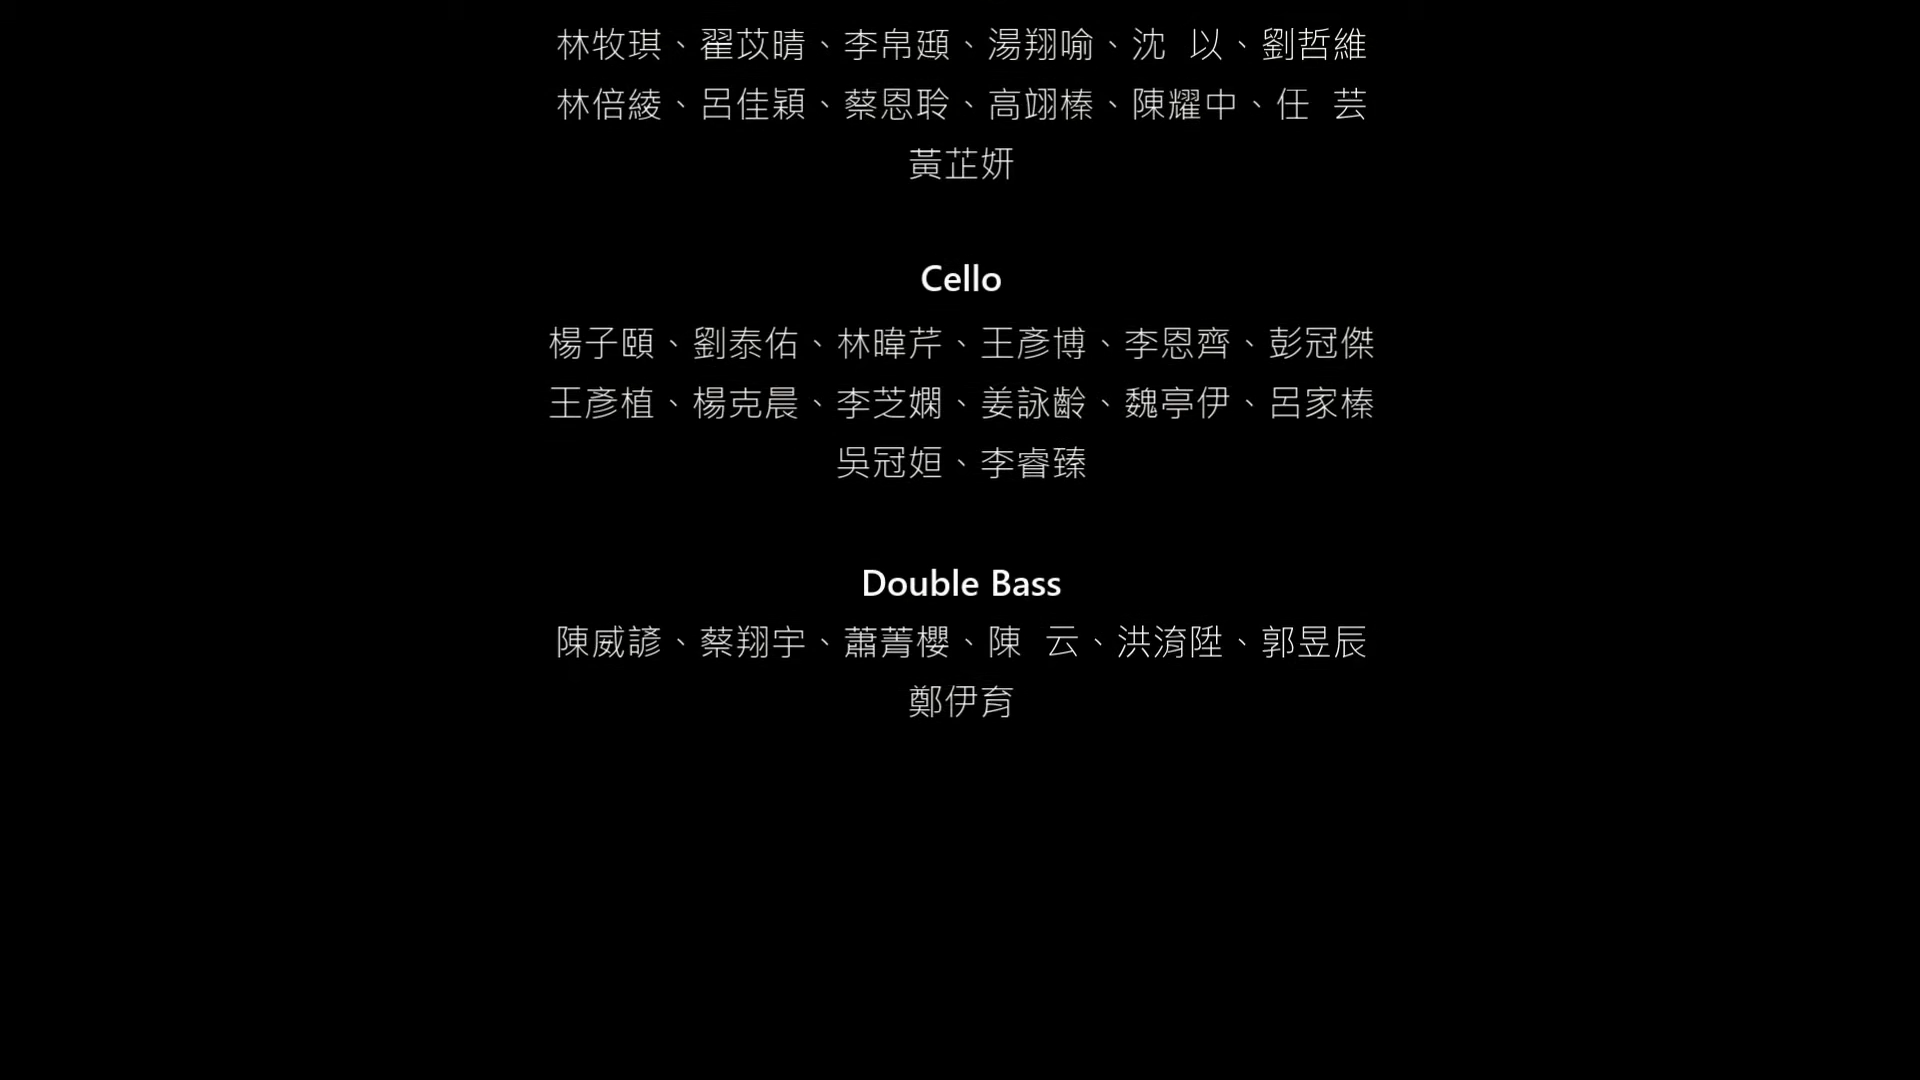 林牧琪、翟苡晴、李帛頲、湯翔喻、沈 以、劉哲維
林倍綾、呂佳穎、蔡恩聆、高翊榛、陳耀中、任 芸
黃芷妍
Cello
楊子頤、劉泰佑、林暐芹、王彥博、李恩齊、彭冠傑
王彥植、楊克晨、李芝嫻、姜詠齡、魏亭伊、呂家榛
吳冠姮、李睿臻
Double Bass
陳威諺、蔡翔宇、蕭菁櫻、陳 云、洪淯陞、郭昱辰
鄭伊育